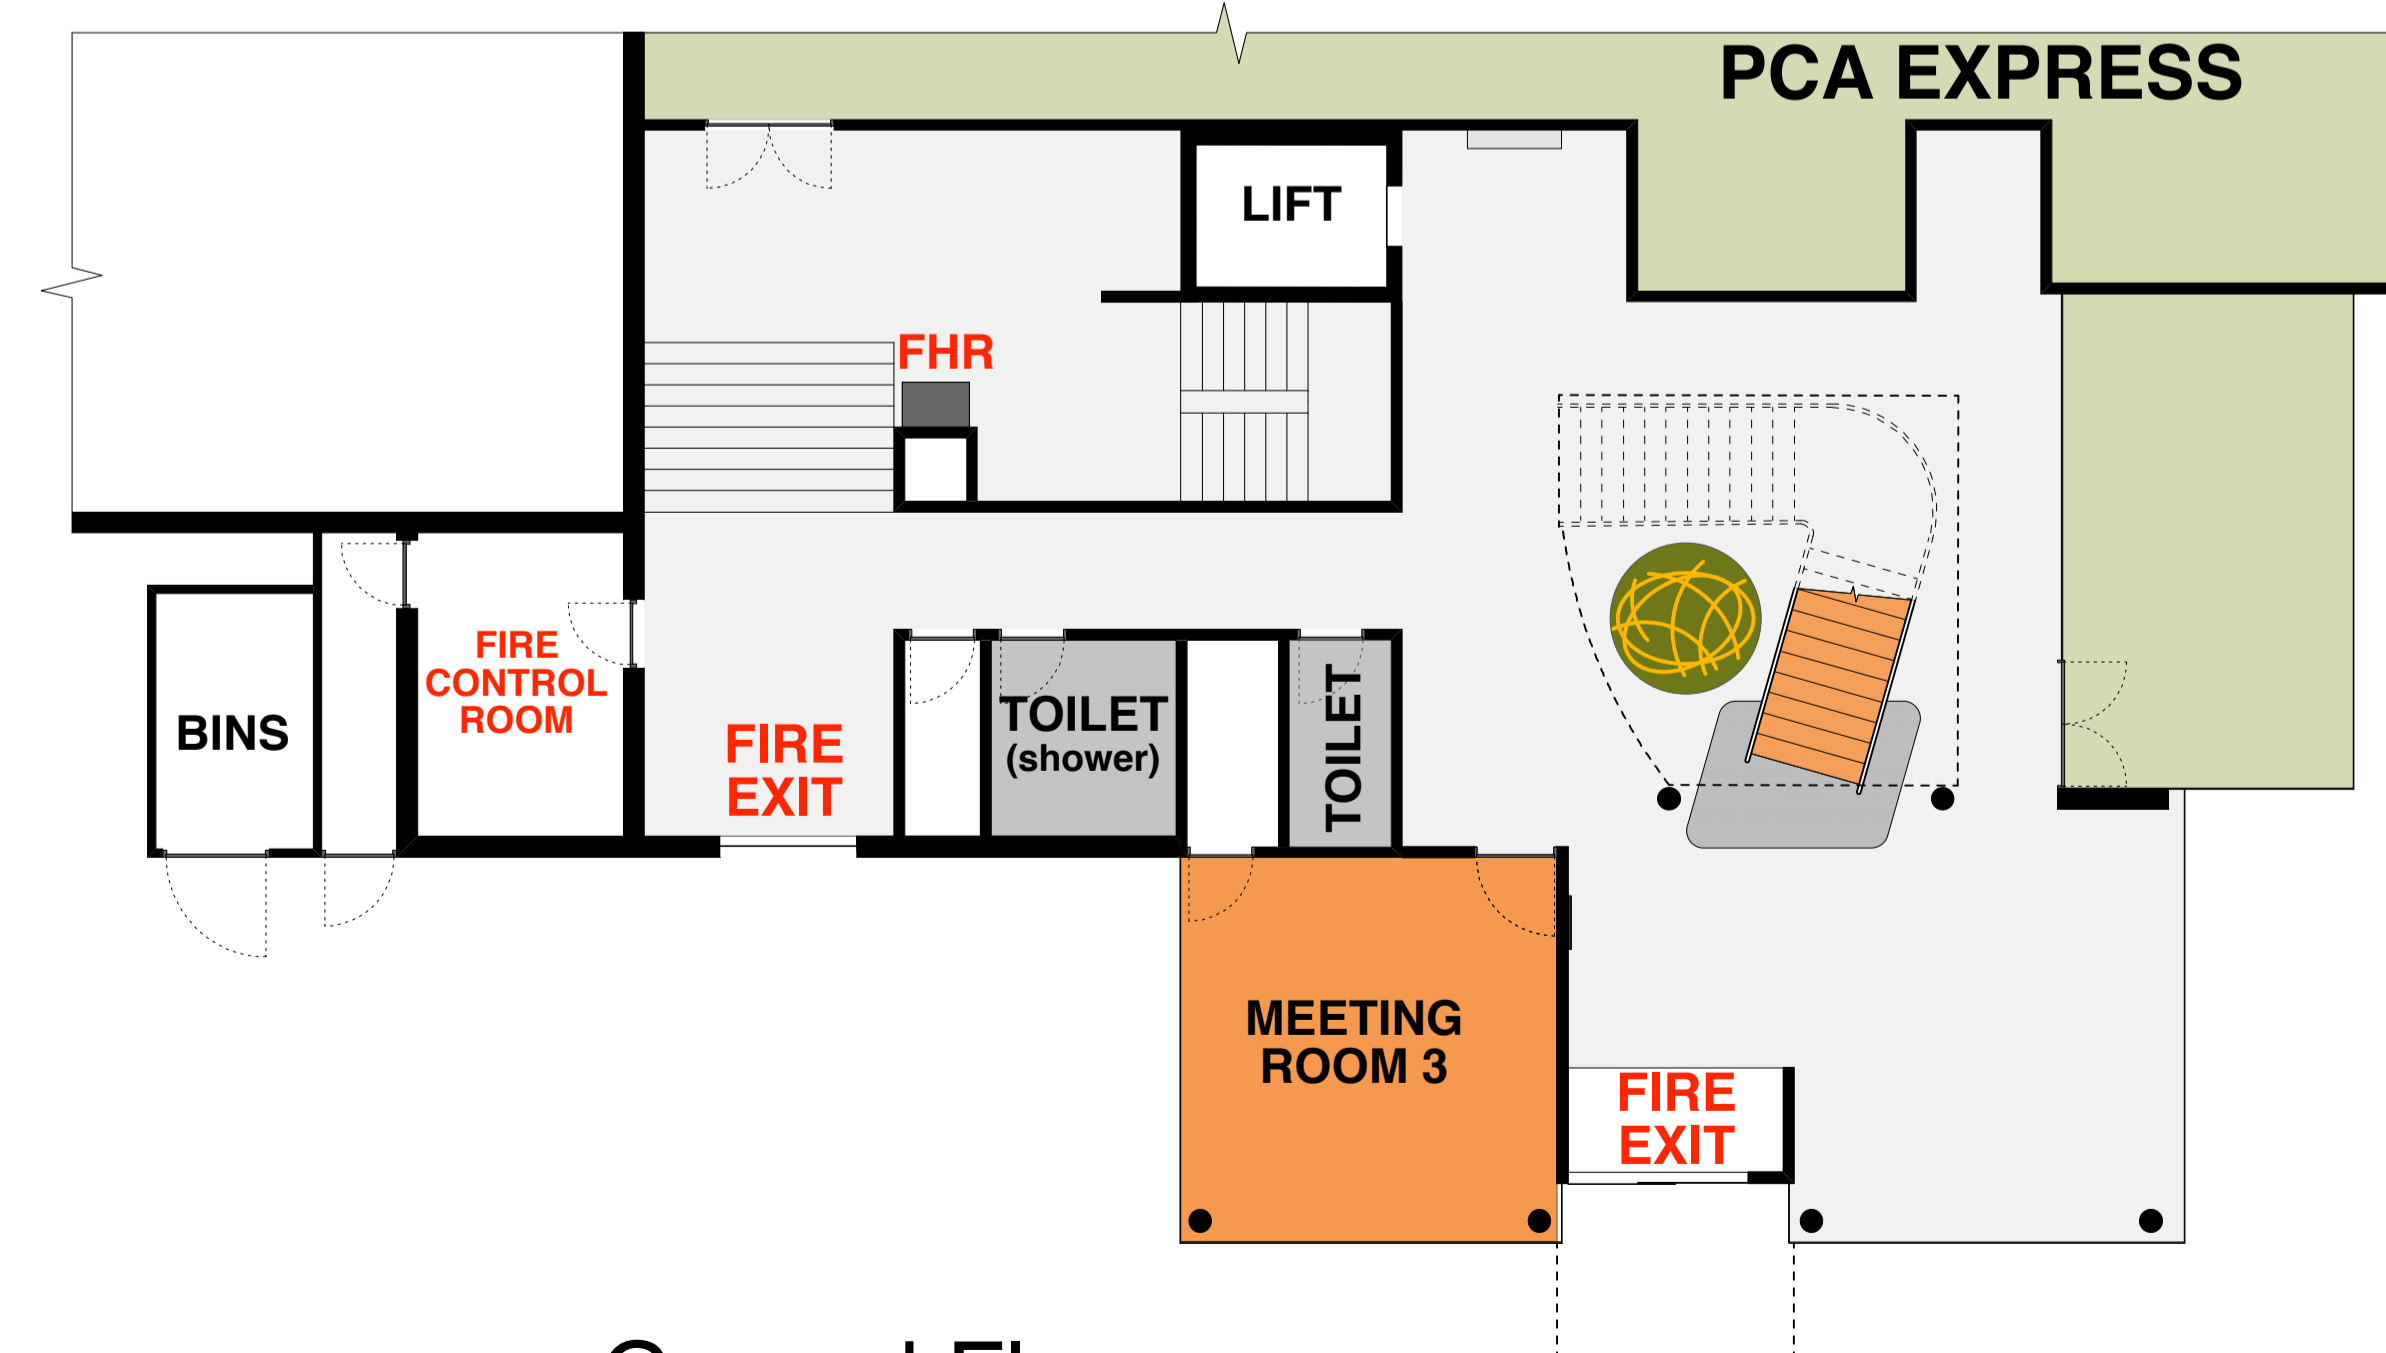 PCA EXPRESS
LIFT
FHR
FIRE
CONTROL
ROOM
BINS
FIRE
EXIT
TOILET
(shower)
TOILET
MEETING
ROOM 3
FIRE
EXIT